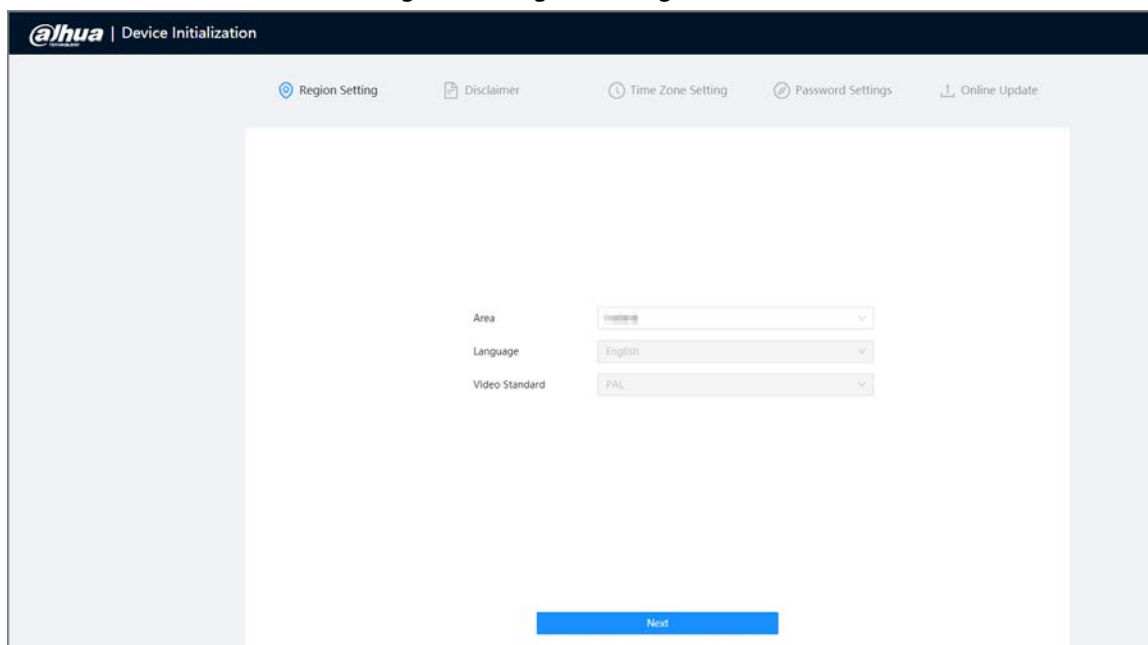 alhua | Device Initialization
TECHNOLOGY
Region Setting Disclaimer Time Zone Setting Password Settings Online Update
Area
Language English
Video Standard PAL
Next